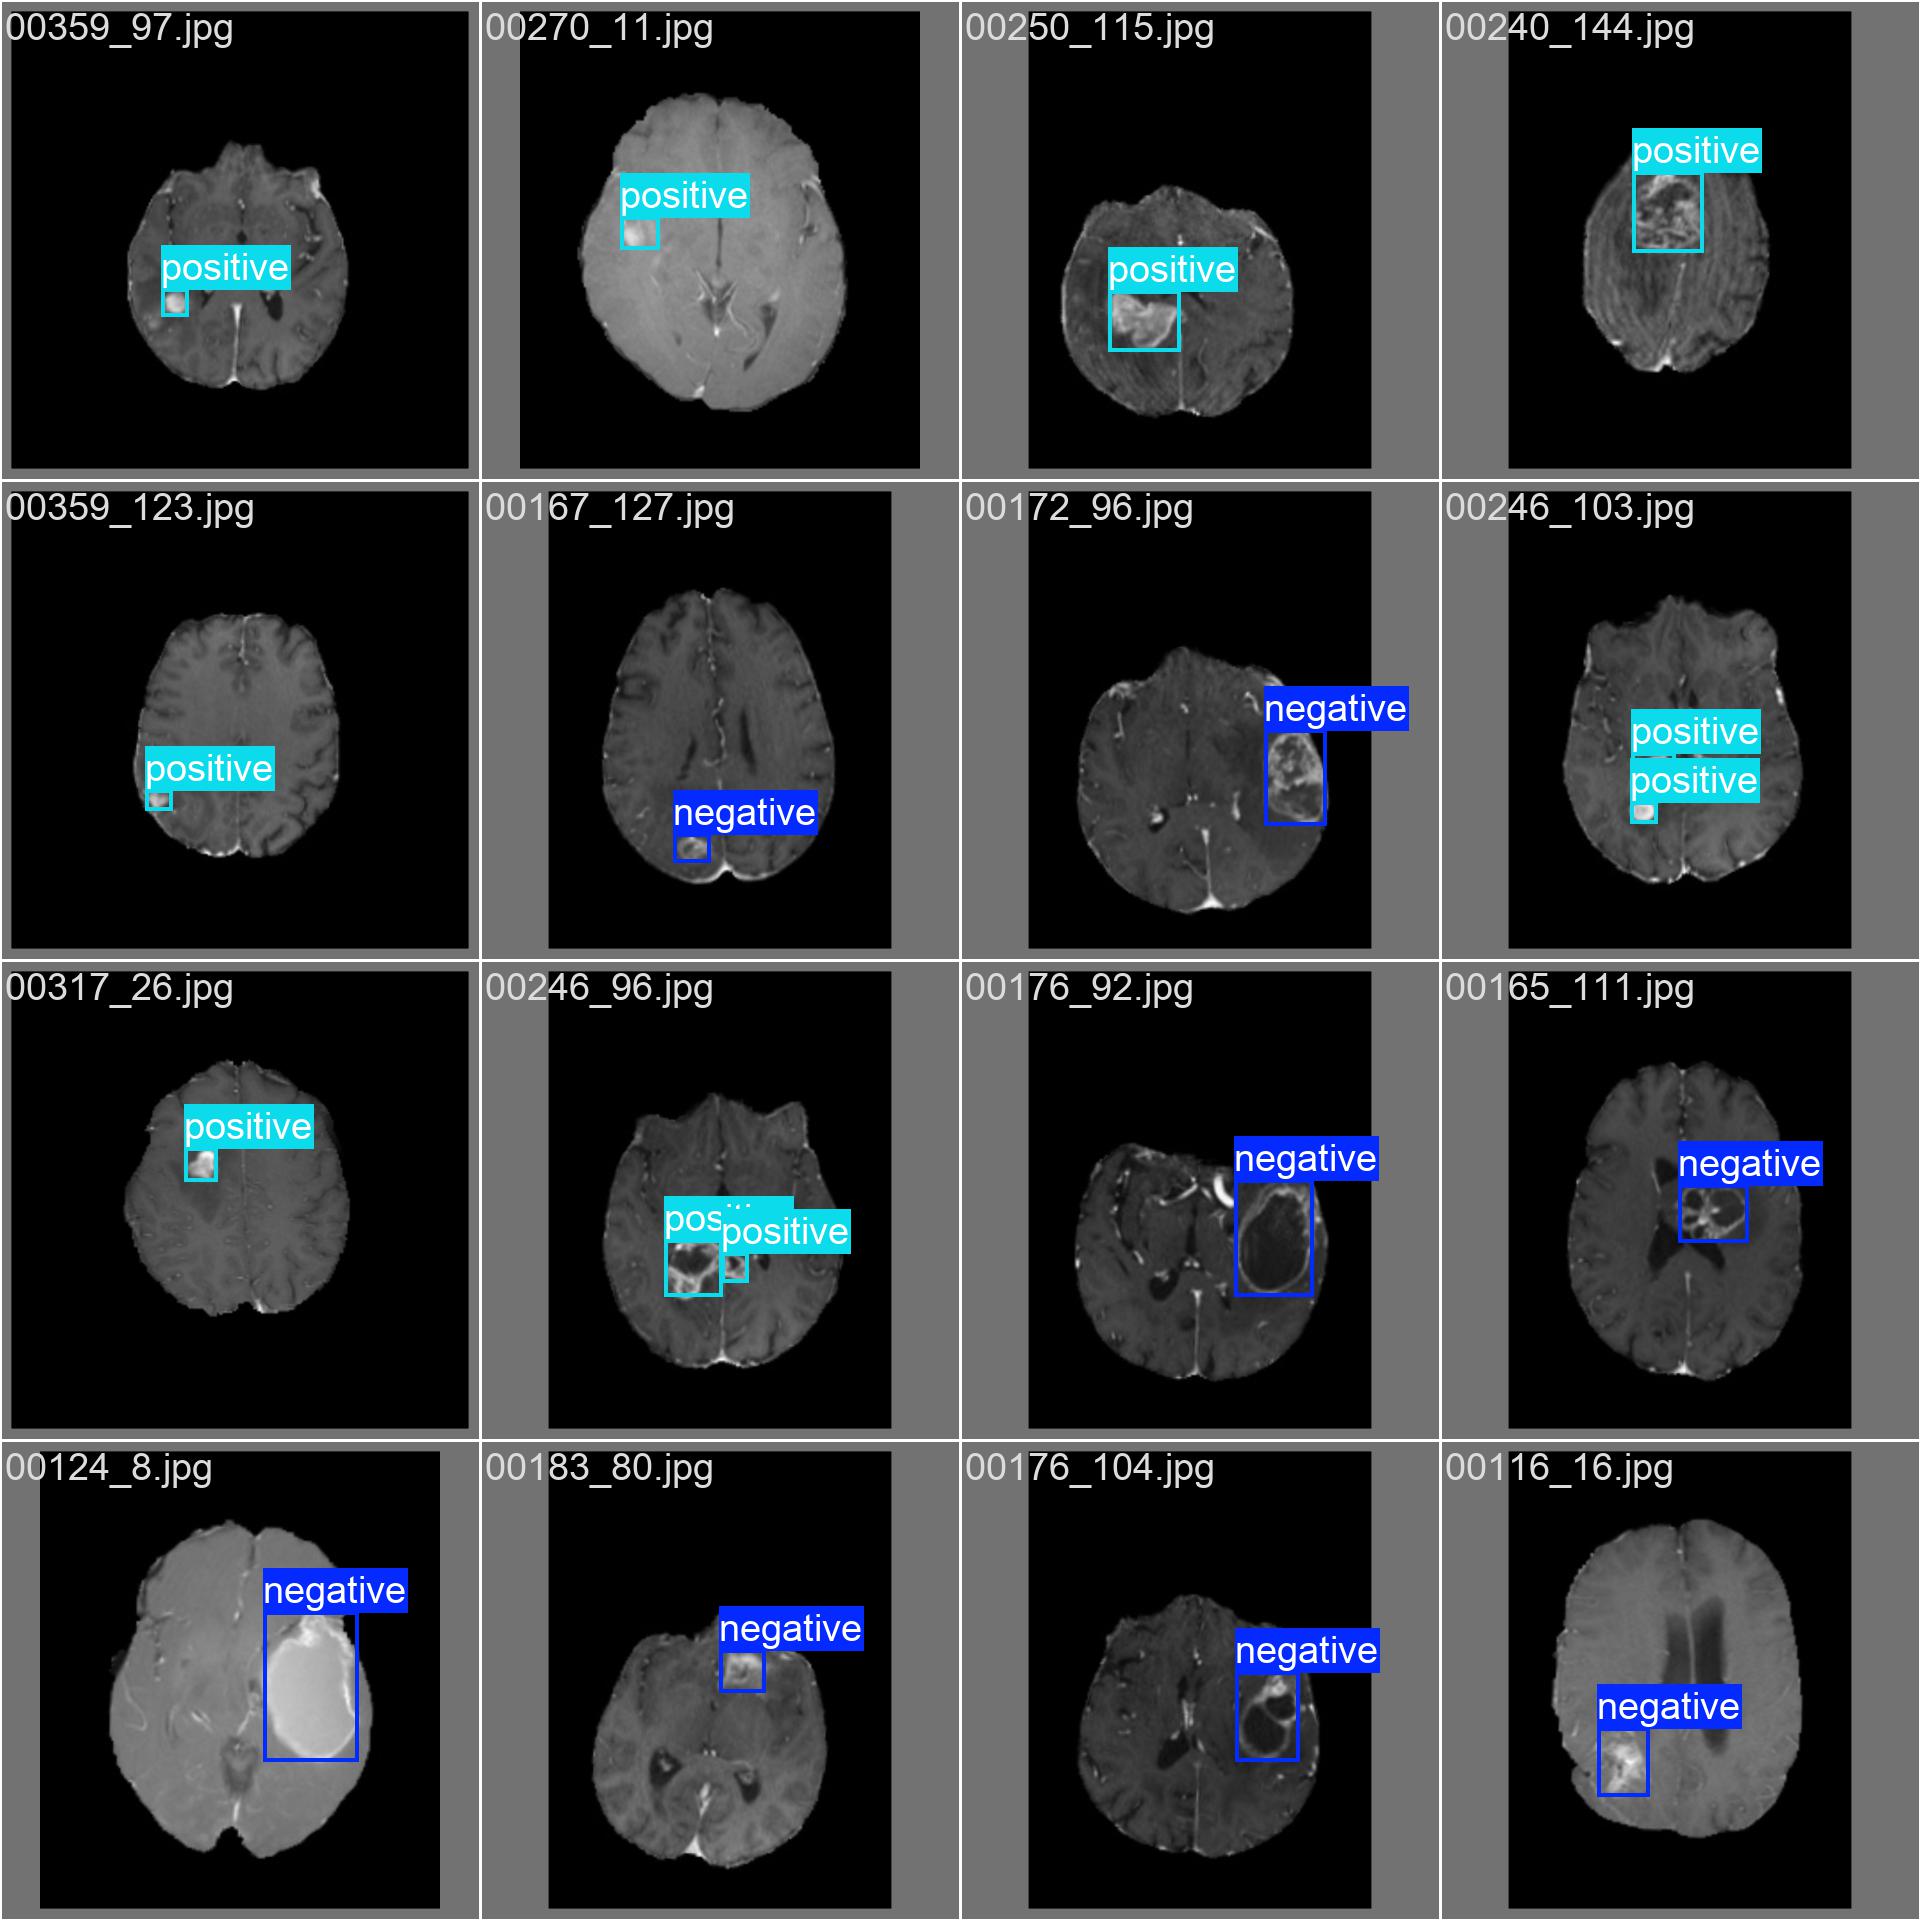 00359_97.jpg
positive
00270_11.jpg
positive
00250_115.jpg
positive
00240_144.jpg
positive
00359_123.jpg
positive
00167_127.jpg
negative
00172_96.jpg
negative
00246_103.jpg
positive
positive
00317_26.jpg
positive
00246_96.jpg
pos
positive
00176_92.jpg
negative
00165_111.jpg
negative
00124_8.jpg
negative
00183_80.jpg
negative
00176_104.jpg
negative
00116_16.jpg
negative